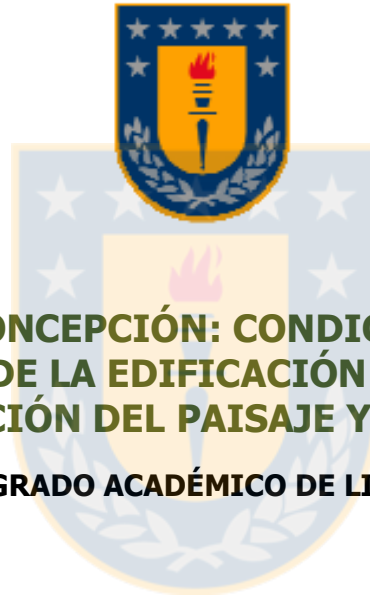 ONCEPCIÓN: CONDIC
DE LA EDIFICACIÓN
CIÓN DEL PAISAJE Y
GRADO ACADÉMICO DE LI